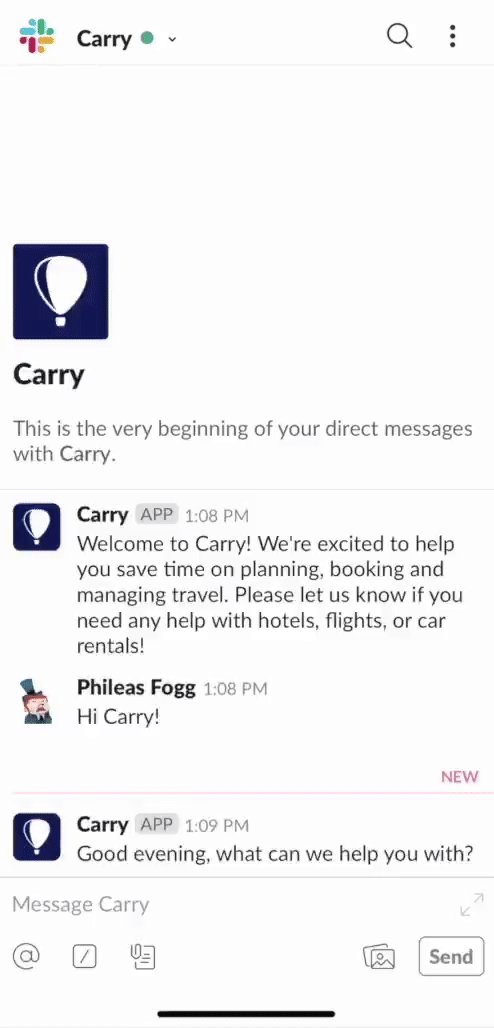 Carry
Carry
This is the very beginning of your direct messages
with Carry.
Carry APP 1:08 PM
Welcome to Carry! We're excited to help
you save time on planning, booking and
managing travel. Please let us know if you
need any help with hotels, flights, or car
rentals!
Phileas Fogg 1:08 PM
Hi Carry!
NEW
Carry APP 1:09 PM
Good evening, what can we help you with?
Message Carry
@
Send